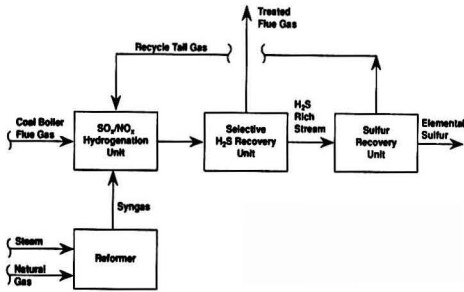 Treated
Flue Gas
Recycle Tail Gas
Coal Boiler
Flue Gas
SOₓ/NOₓ
Hydrogenation
Unit
Selective
H₂S Recovery
Unit
H₂S
Rich
Stream
Sulfur
Recovery
Unit
Elemental
Sulfur
Syngas
Steam
Natural
Gas
Reformer